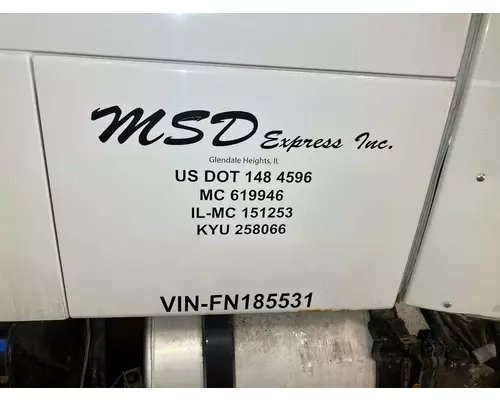 MSD Express Inc.
Glendale Heights, IL
US DOT 148 4596
MC 619946
IL-MC 151253
KYU 258066
VIN-FN185531